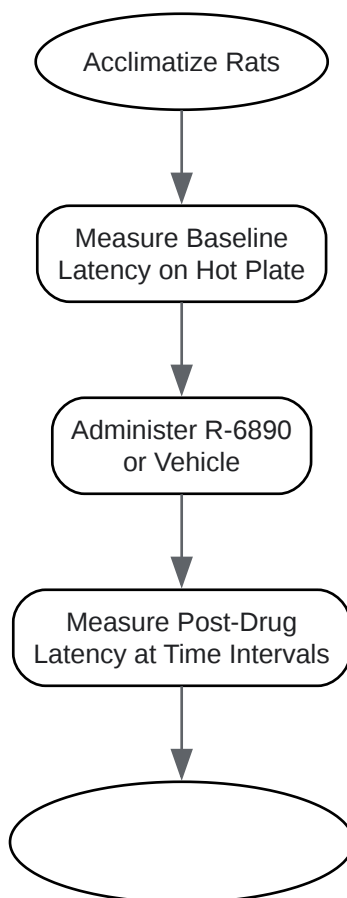 Acclimatize Rats
Measure Baseline
Latency on Hot Plate
Administer R-6890
or Vehicle
Measure Post-Drug
Latency at Time Intervals